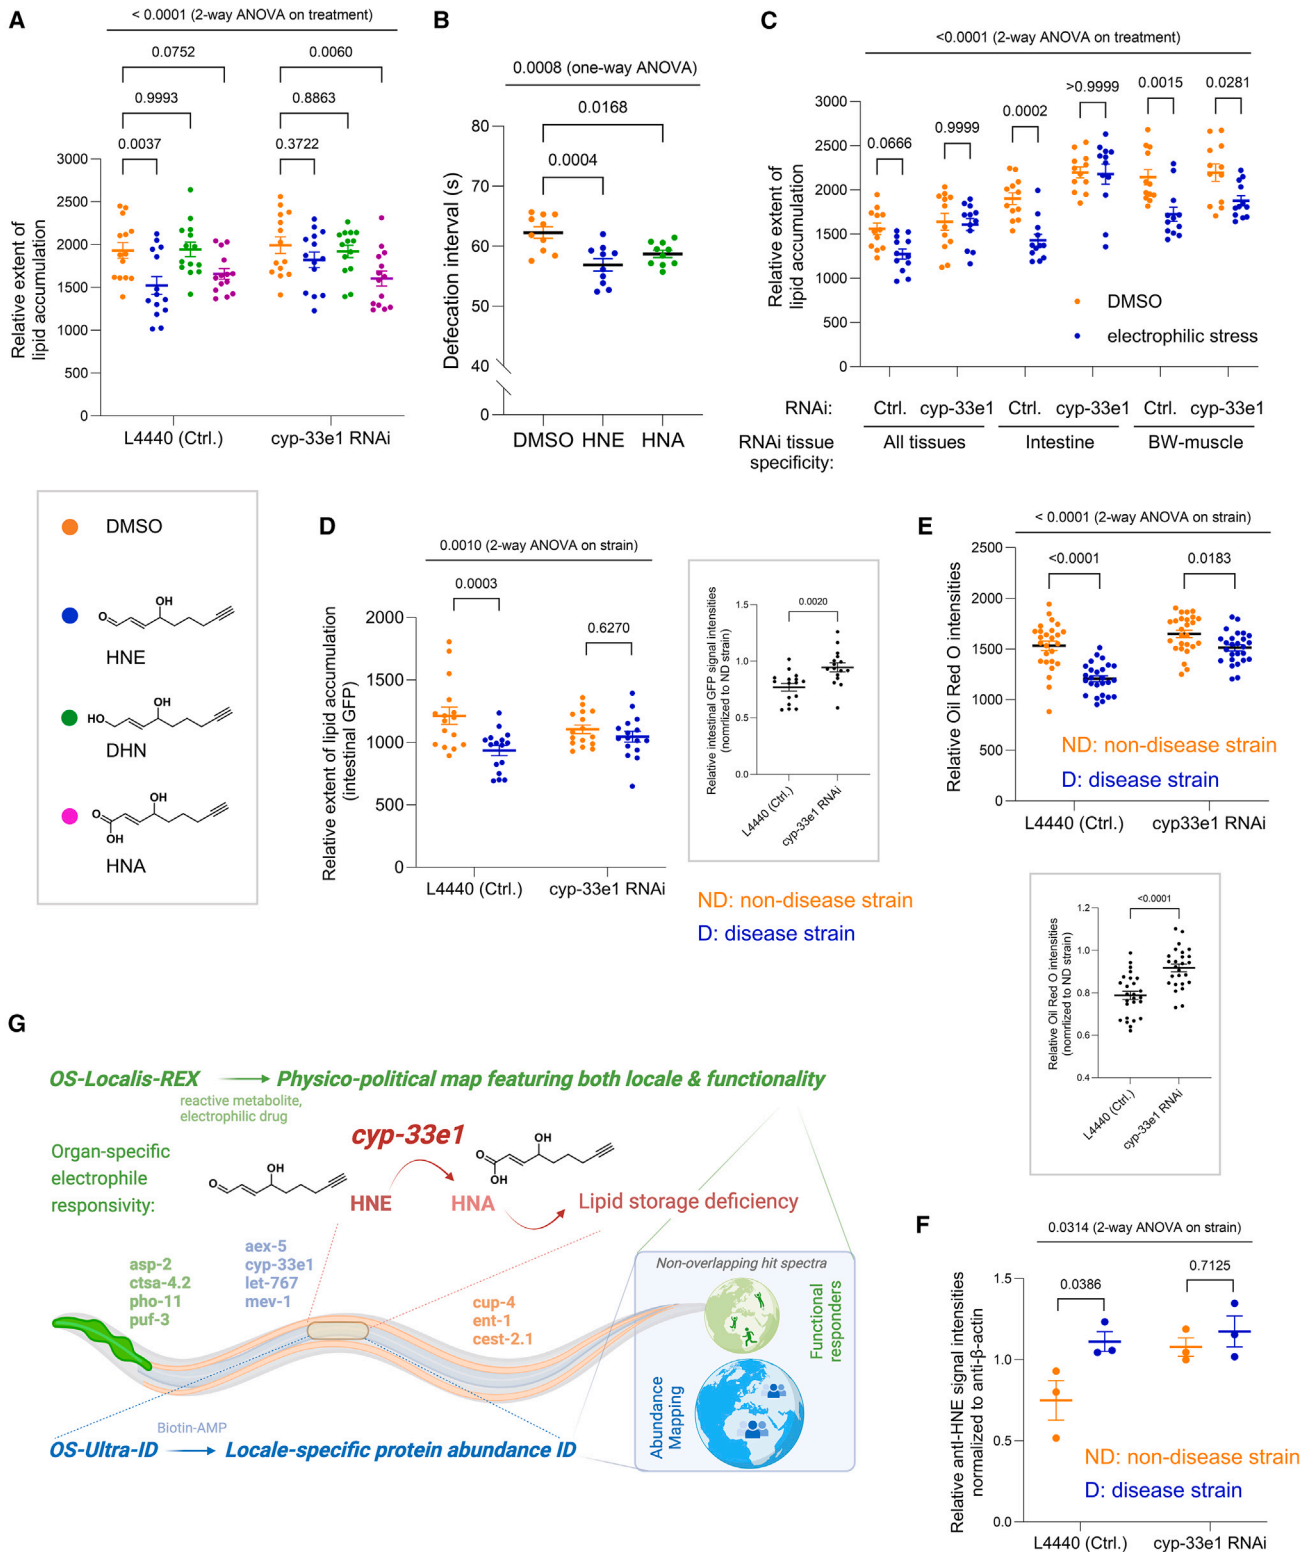 A
< 0.0001 (2-way ANOVA on treatment)
0.0752
0.0060
0.9993
0.8863
0.0037
0.3722
Relative extent of
lipid accumulation
3000
2500
2000
1500
1000
500
0
L4440 (Ctrl.)
cyp-33e1 RNAi
B
0.0008 (one-way ANOVA)
0.0168
0.0004
Defecation interval (s)
80
70
60
50
40
0
DMSO HNE HNA
C
<0.0001 (2-way ANOVA on treatment)
0.0666
0.9999
0.0002
>0.9999
0.0015
0.0281
Relative extent of
lipid accumulation
3000
2500
2000
1500
1000
500
0
DMSO
electrophilic stress
RNAi: Ctrl. cyp-33e1 Ctrl. cyp-33e1 Ctrl. cyp-33e1
RNAi tissue
specificity:
All tissues
Intestine
BW-muscle
DMSO
O
OH
HNE
HO
OH
DHN
O
OH
OH
HNA
D
0.0010 (2-way ANOVA on strain)
0.0003
0.6270
Relative extent of lipid accumulation
(intestinal GFP)
2000
1500
1000
500
0
L4440 (Ctrl.)
cyp-33e1 RNAi
Relative intestinal GFP signal intensities
(nomrlized to ND strain)
0.0020
1.5
1.0
0.5
0.0
L4440 (Ctrl.)
cyp-33e1 RNAi
ND: non-disease strain
D: disease strain
E
< 0.0001 (2-way ANOVA on strain)
<0.0001
0.0183
Relative Oil Red O intensities
2500
2000
1500
1000
500
0
ND: non-disease strain
D: disease strain
L4440 (Ctrl.)
cyp33e1 RNAi
Relative Oil Red O intensities
(nomrlized to ND strain)
<0.0001
1.2
1.0
0.8
0.6
0.4
L4440 (Ctrl.)
cyp-33e1 RNAi
G
OS-Localis-REX
Physico-political map featuring both locale & functionality
reactive metabolite,
electrophilic drug
Organ-specific
electrophile
responsivity:
cyp-33e1
O
OH
O
OH
OH
HNE
HNA
Lipid storage deficiency
asp-2
ctsa-4.2
pho-11
puf-3
aex-5
cyp-33e1
let-767
mev-1
cup-4
ent-1
cest-2.1
Non-overlapping hit spectra
Functional
responders
Abundance
Mapping
Biotin-AMP
OS-Ultra-ID
Locale-specific protein abundance ID
F
0.0314 (2-way ANOVA on strain)
0.0386
0.7125
Relative anti-HNE signal intensities
normalized to anti-β-actin
1.5
1.0
0.5
0.0
ND: non-disease strain
D: disease strain
L4440 (Ctrl.)
cyp-33e1 RNAi